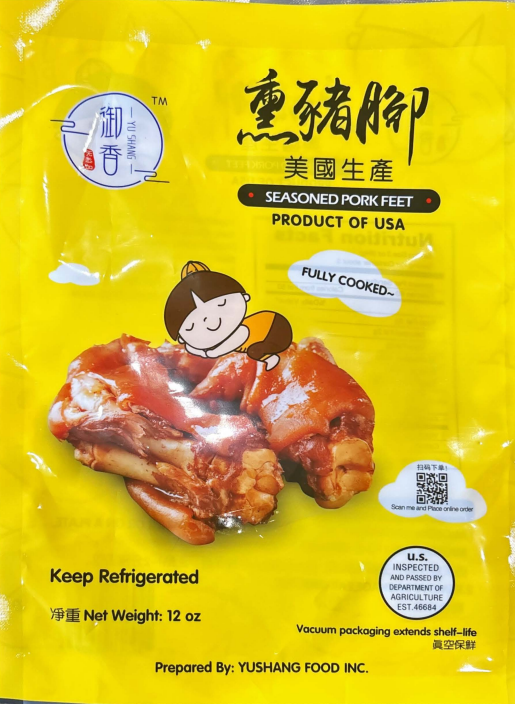 TM
御香
YU SHANG
熏豬腳
美國生產
• SEASONED PORK FEET •
PRODUCT OF USA
FULLY COOKED~
扫码下单!
Scan me and Place online order
U.S.
INSPECTED
AND PASSED BY
DEPARTMENT OF
AGRICULTURE
EST.46684
Keep Refrigerated
淨重 Net Weight: 12 oz
Vacuum packaging extends shelf-life
真空保鮮
Prepared By: YUSHANG FOOD INC.